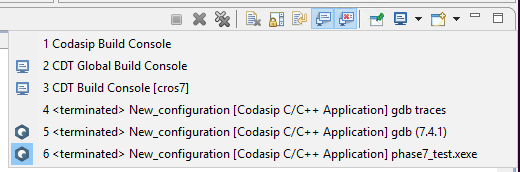 1 Codasip Build Console
2 CDT Global Build Console
3 CDT Build Console [cros7]
4 <terminated> New_configuration [Codasip C/C++ Application] gdb traces
5 <terminated> New_configuration [Codasip C/C++ Application] gdb (7.4.1)
6 <terminated> New_configuration [Codasip C/C++ Application] phase7_test.xexe